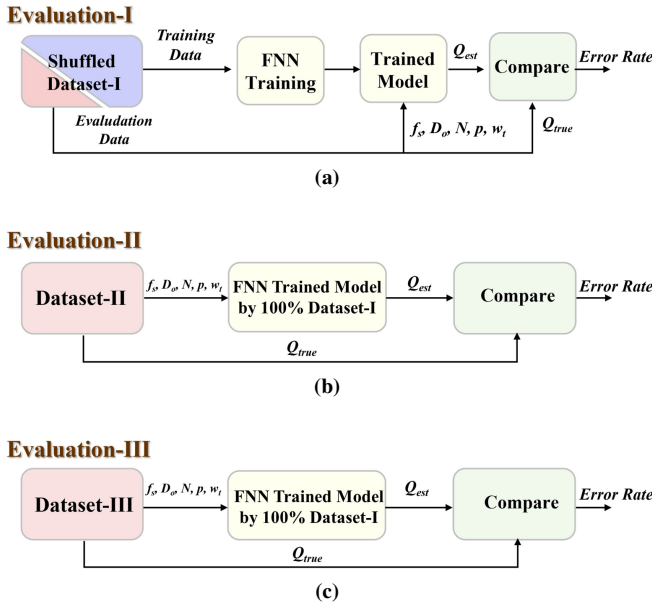 Evaluation-I
Shuffled
Dataset-I
Training
Data
FNN
Training
Trained
Model
Q_est
Compare
Error Rate
Evaludation
Data
f_s, D_o, N, p, w_t
Q_true
(a)
Evaluation-II
Dataset-II
f_s, D_o, N, p, w_t
FNN Trained Model
by 100% Dataset-I
Q_est
Compare
Error Rate
Q_true
(b)
Evaluation-III
Dataset-III
f_s, D_o, N, p, w_t
FNN Trained Model
by 100% Dataset-I
Q_est
Compare
Error Rate
Q_true
(c)